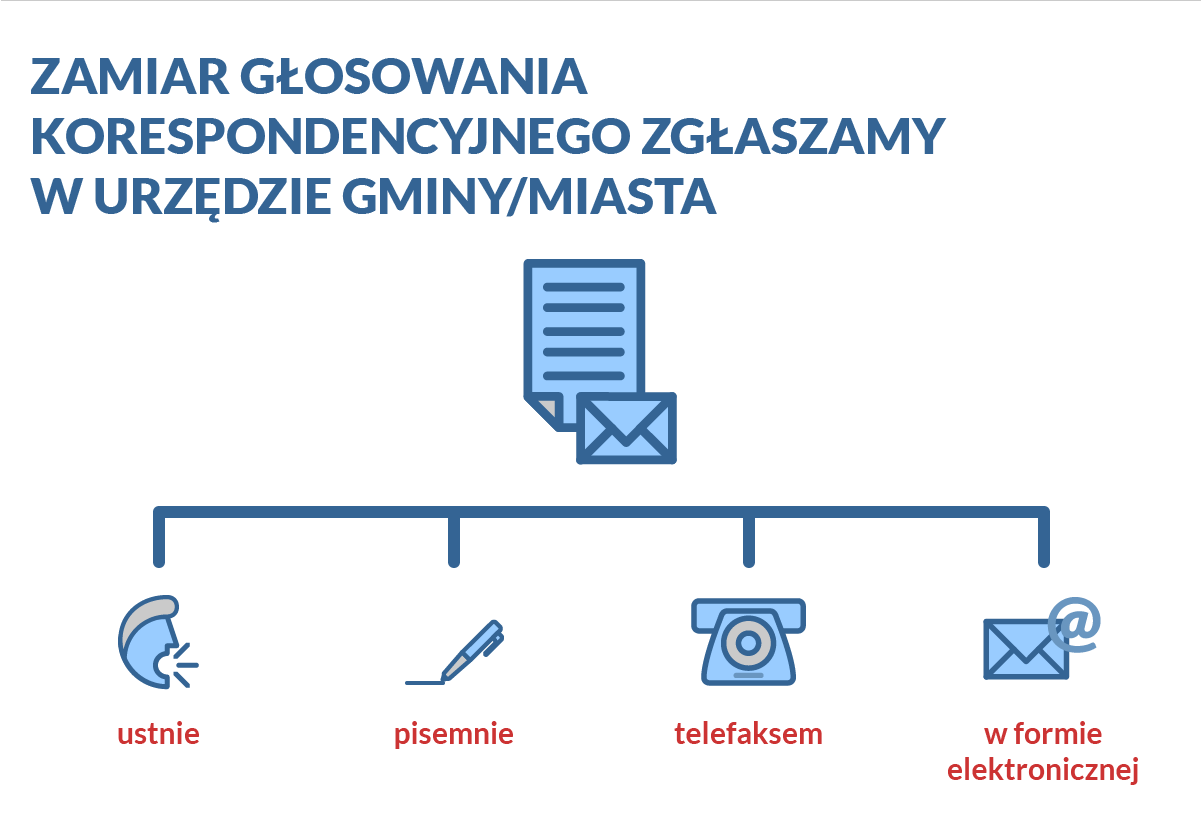 ZAMIAR GŁOSOWANIA
KORESPONDENCYJNEGO ZGŁASZAMY
W URZĘDZIE GMINY/MIASTA
@
ustnie
pisemnie
telefaksem
w formie
elektronicznej